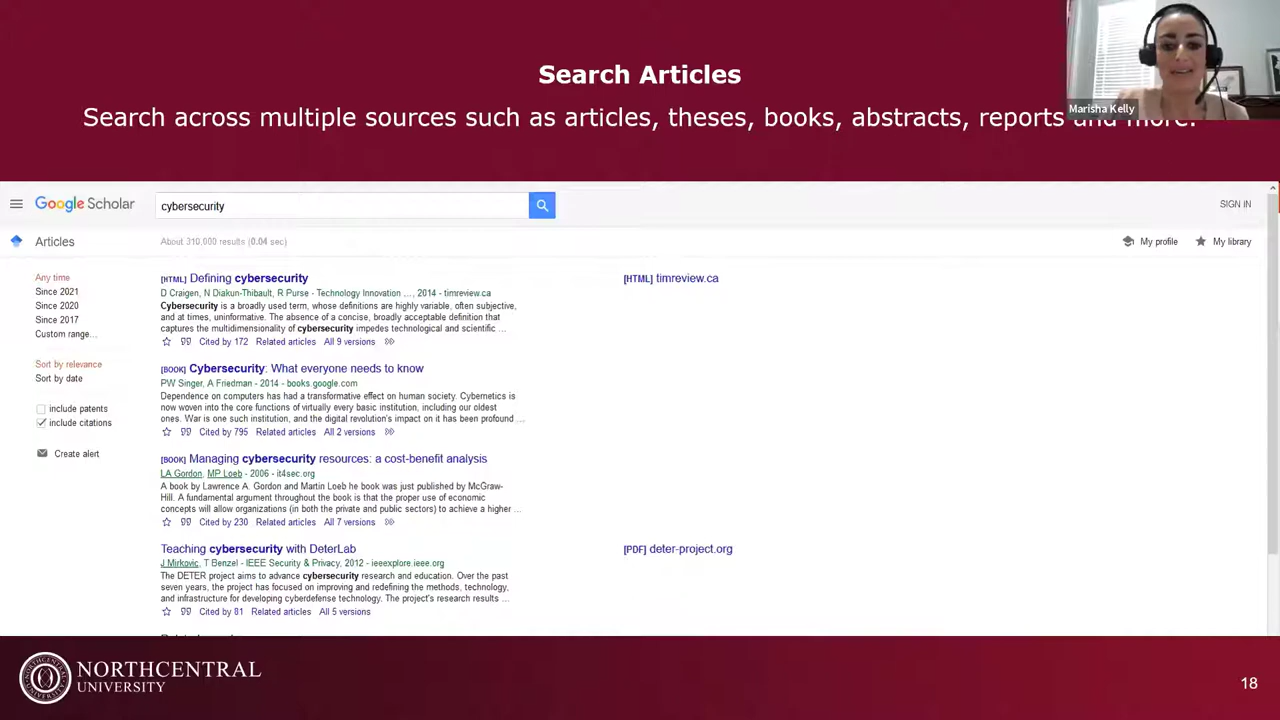 Search Articles
Search across multiple sources such as articles, theses, books, abstracts, reports and more.
Marisha Kelly
Google Scholar
cybersecurity
SIGN IN
Articles
About 310,000 results (0.04 sec)
My profile
My library
Any time
Since 2021
Since 2020
Since 2017
Custom range...
Sort by relevance
Sort by date
include patents
include citations
Create alert
[HTML] Defining cybersecurity
D Craigen, N Diakun-Thibault, R Purse - Technology Innovation …, 2014 - timreview.ca
Cybersecurity is a broadly used term, whose definitions are highly variable, often subjective,
and at times, uninformative. The absence of a concise, broadly acceptable definition that
captures the multidimensionality of cybersecurity impedes technological and scientific …
Cited by 172 Related articles All 9 versions
[HTML] timreview.ca
[BOOK] Cybersecurity: What everyone needs to know
PW Singer, A Friedman - 2014 - books.google.com
Dependence on computers has had a transformative effect on human society. Cybernetics is
now woven into the core functions of virtually every basic institution, including our oldest
ones. War is one such institution, and the digital revolution's impact on it has been profound …
Cited by 795 Related articles All 2 versions
[BOOK] Managing cybersecurity resources: a cost-benefit analysis
LA Gordon, MP Loeb - 2006 - it4sec.org
A book by Lawrence A. Gordon and Martin Loeb he book was just published by McGraw-
Hill. A fundamental argument throughout the book is that the proper use of economic
concepts will allow organizations (in both the private and public sectors) to achieve a higher …
Cited by 230 Related articles All 7 versions
Teaching cybersecurity with DeterLab
J Mirkovic, T Benzel - IEEE Security & Privacy, 2012 - ieeexplore.ieee.org
The DETER project aims to advance cybersecurity research and education. Over the past
seven years, the project has focused on improving and redefining the methods, technology,
and infrastructure for developing cyberdefense technology. The project's research results …
Cited by 81 Related articles All 5 versions
[PDF] deter-project.org
NORTHCENTRAL
UNIVERSITY
18